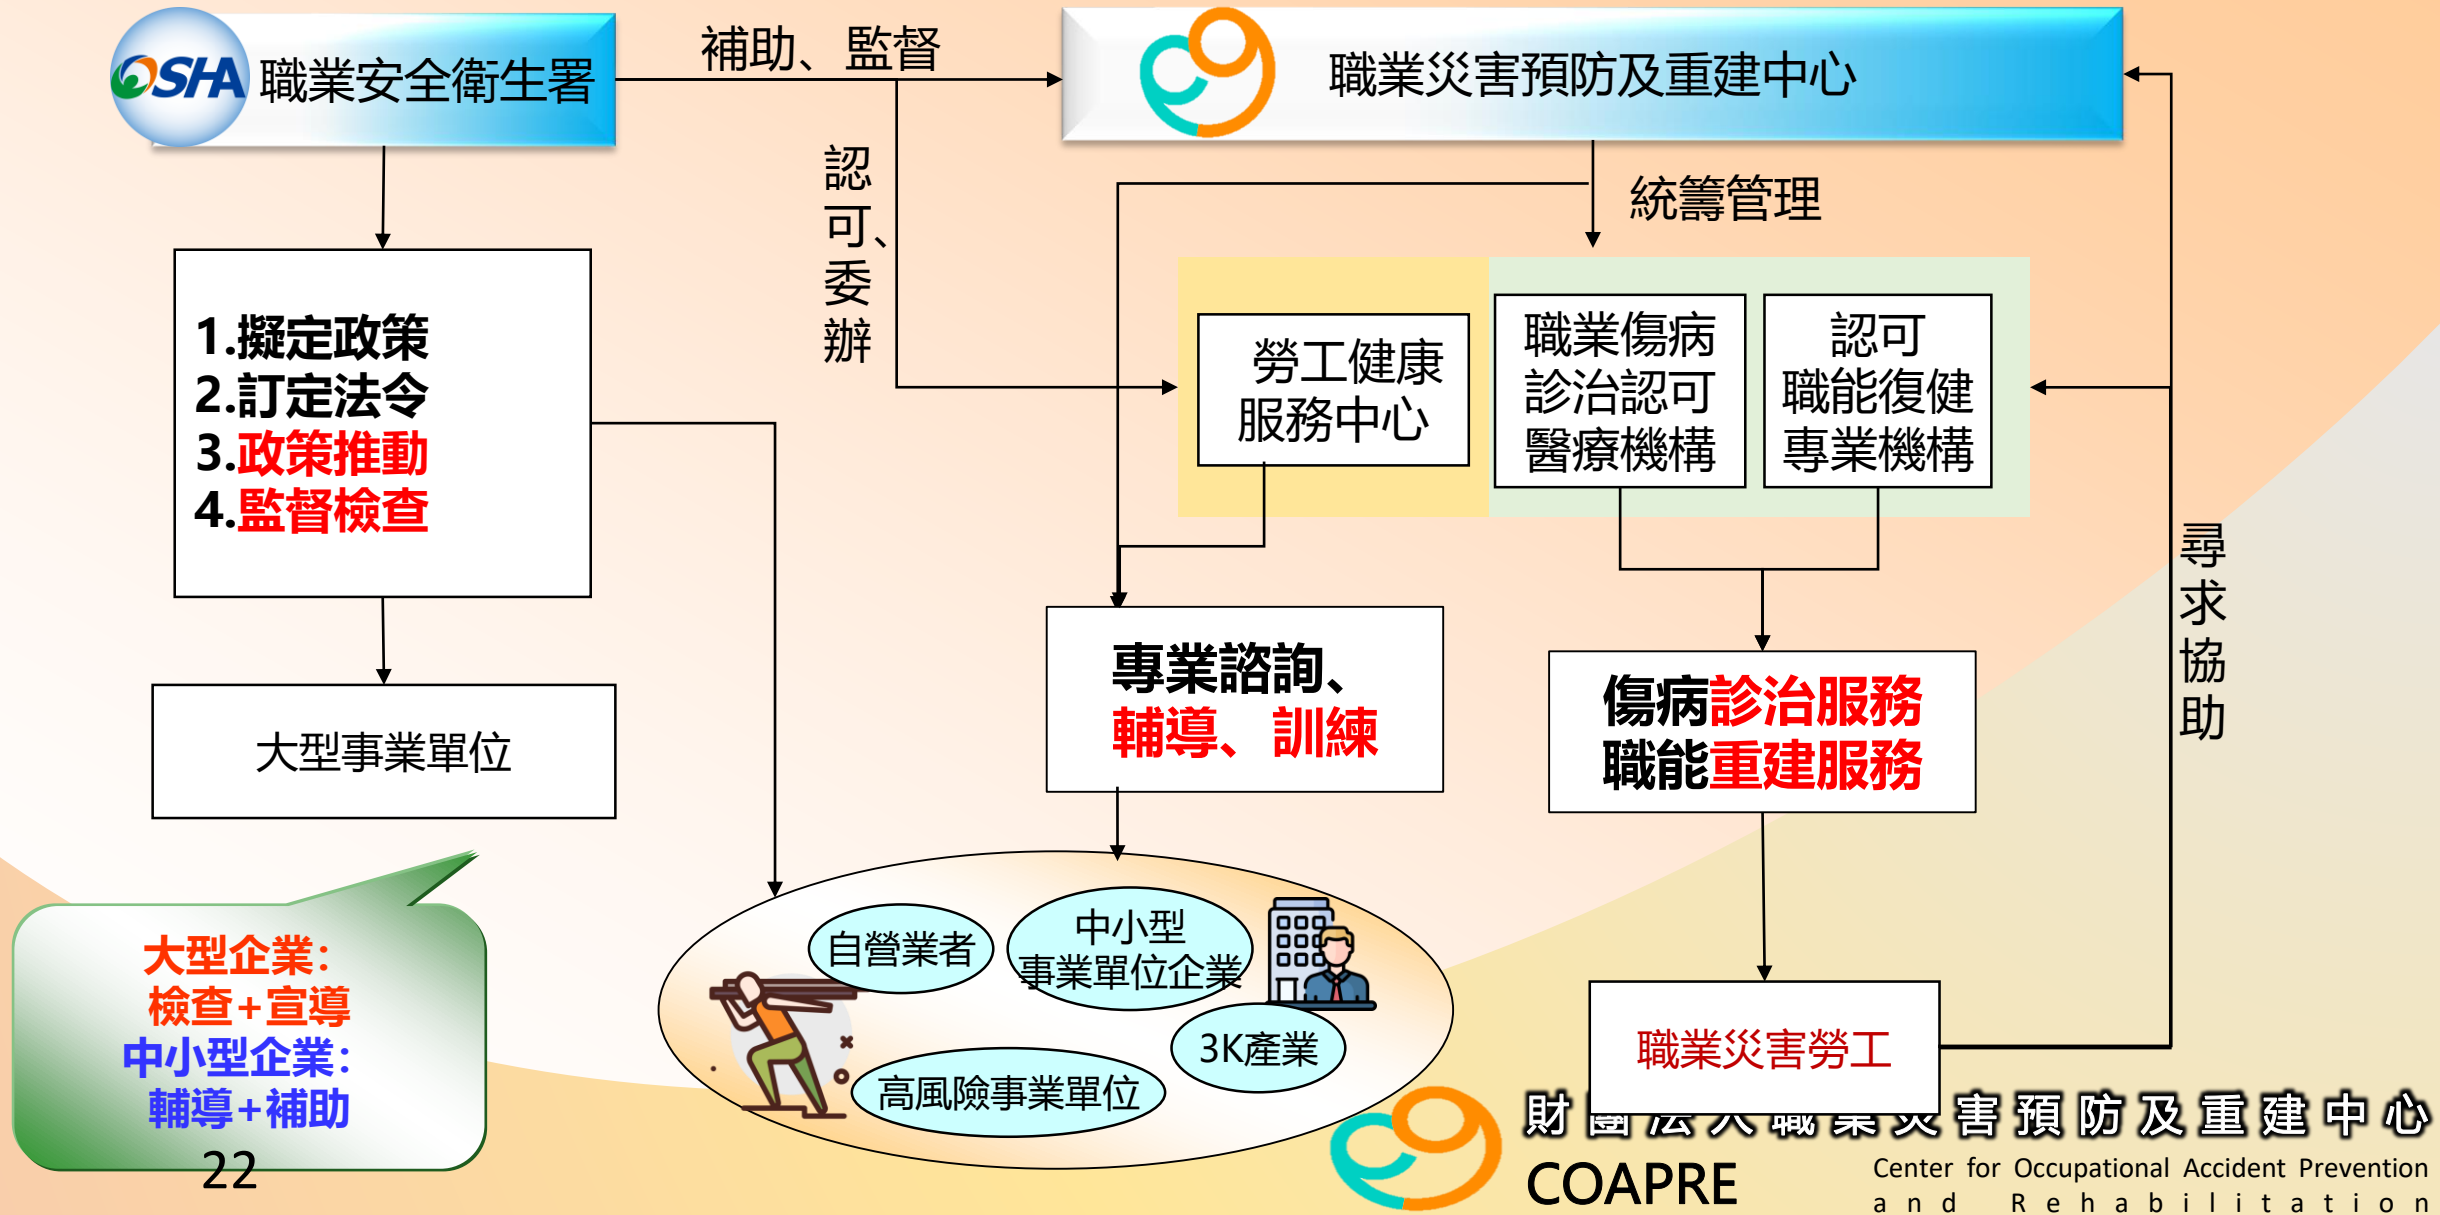 OSHA
職業安全衛生署
補助、監督
職業災害預防及重建中心
認可、委辦
統籌管理
1.擬定政策
2.訂定法令
3.政策推動
4.監督檢查
勞工健康
服務中心
職業傷病
診治認可
醫療機構
認可
職能復健
專業機構
尋求協助
大型事業單位
專業諮詢、
輔導、訓練
傷病診治服務
職能重建服務
自營業者
中小型
事業單位企業
3K產業
高風險事業單位
職業災害勞工
大型企業：
檢查+宣導
中小型企業：
輔導+補助
22
財團法人職業災害預防及重建中心
COAPRE
Center for Occupational Accident Prevention
and Rehabilitation